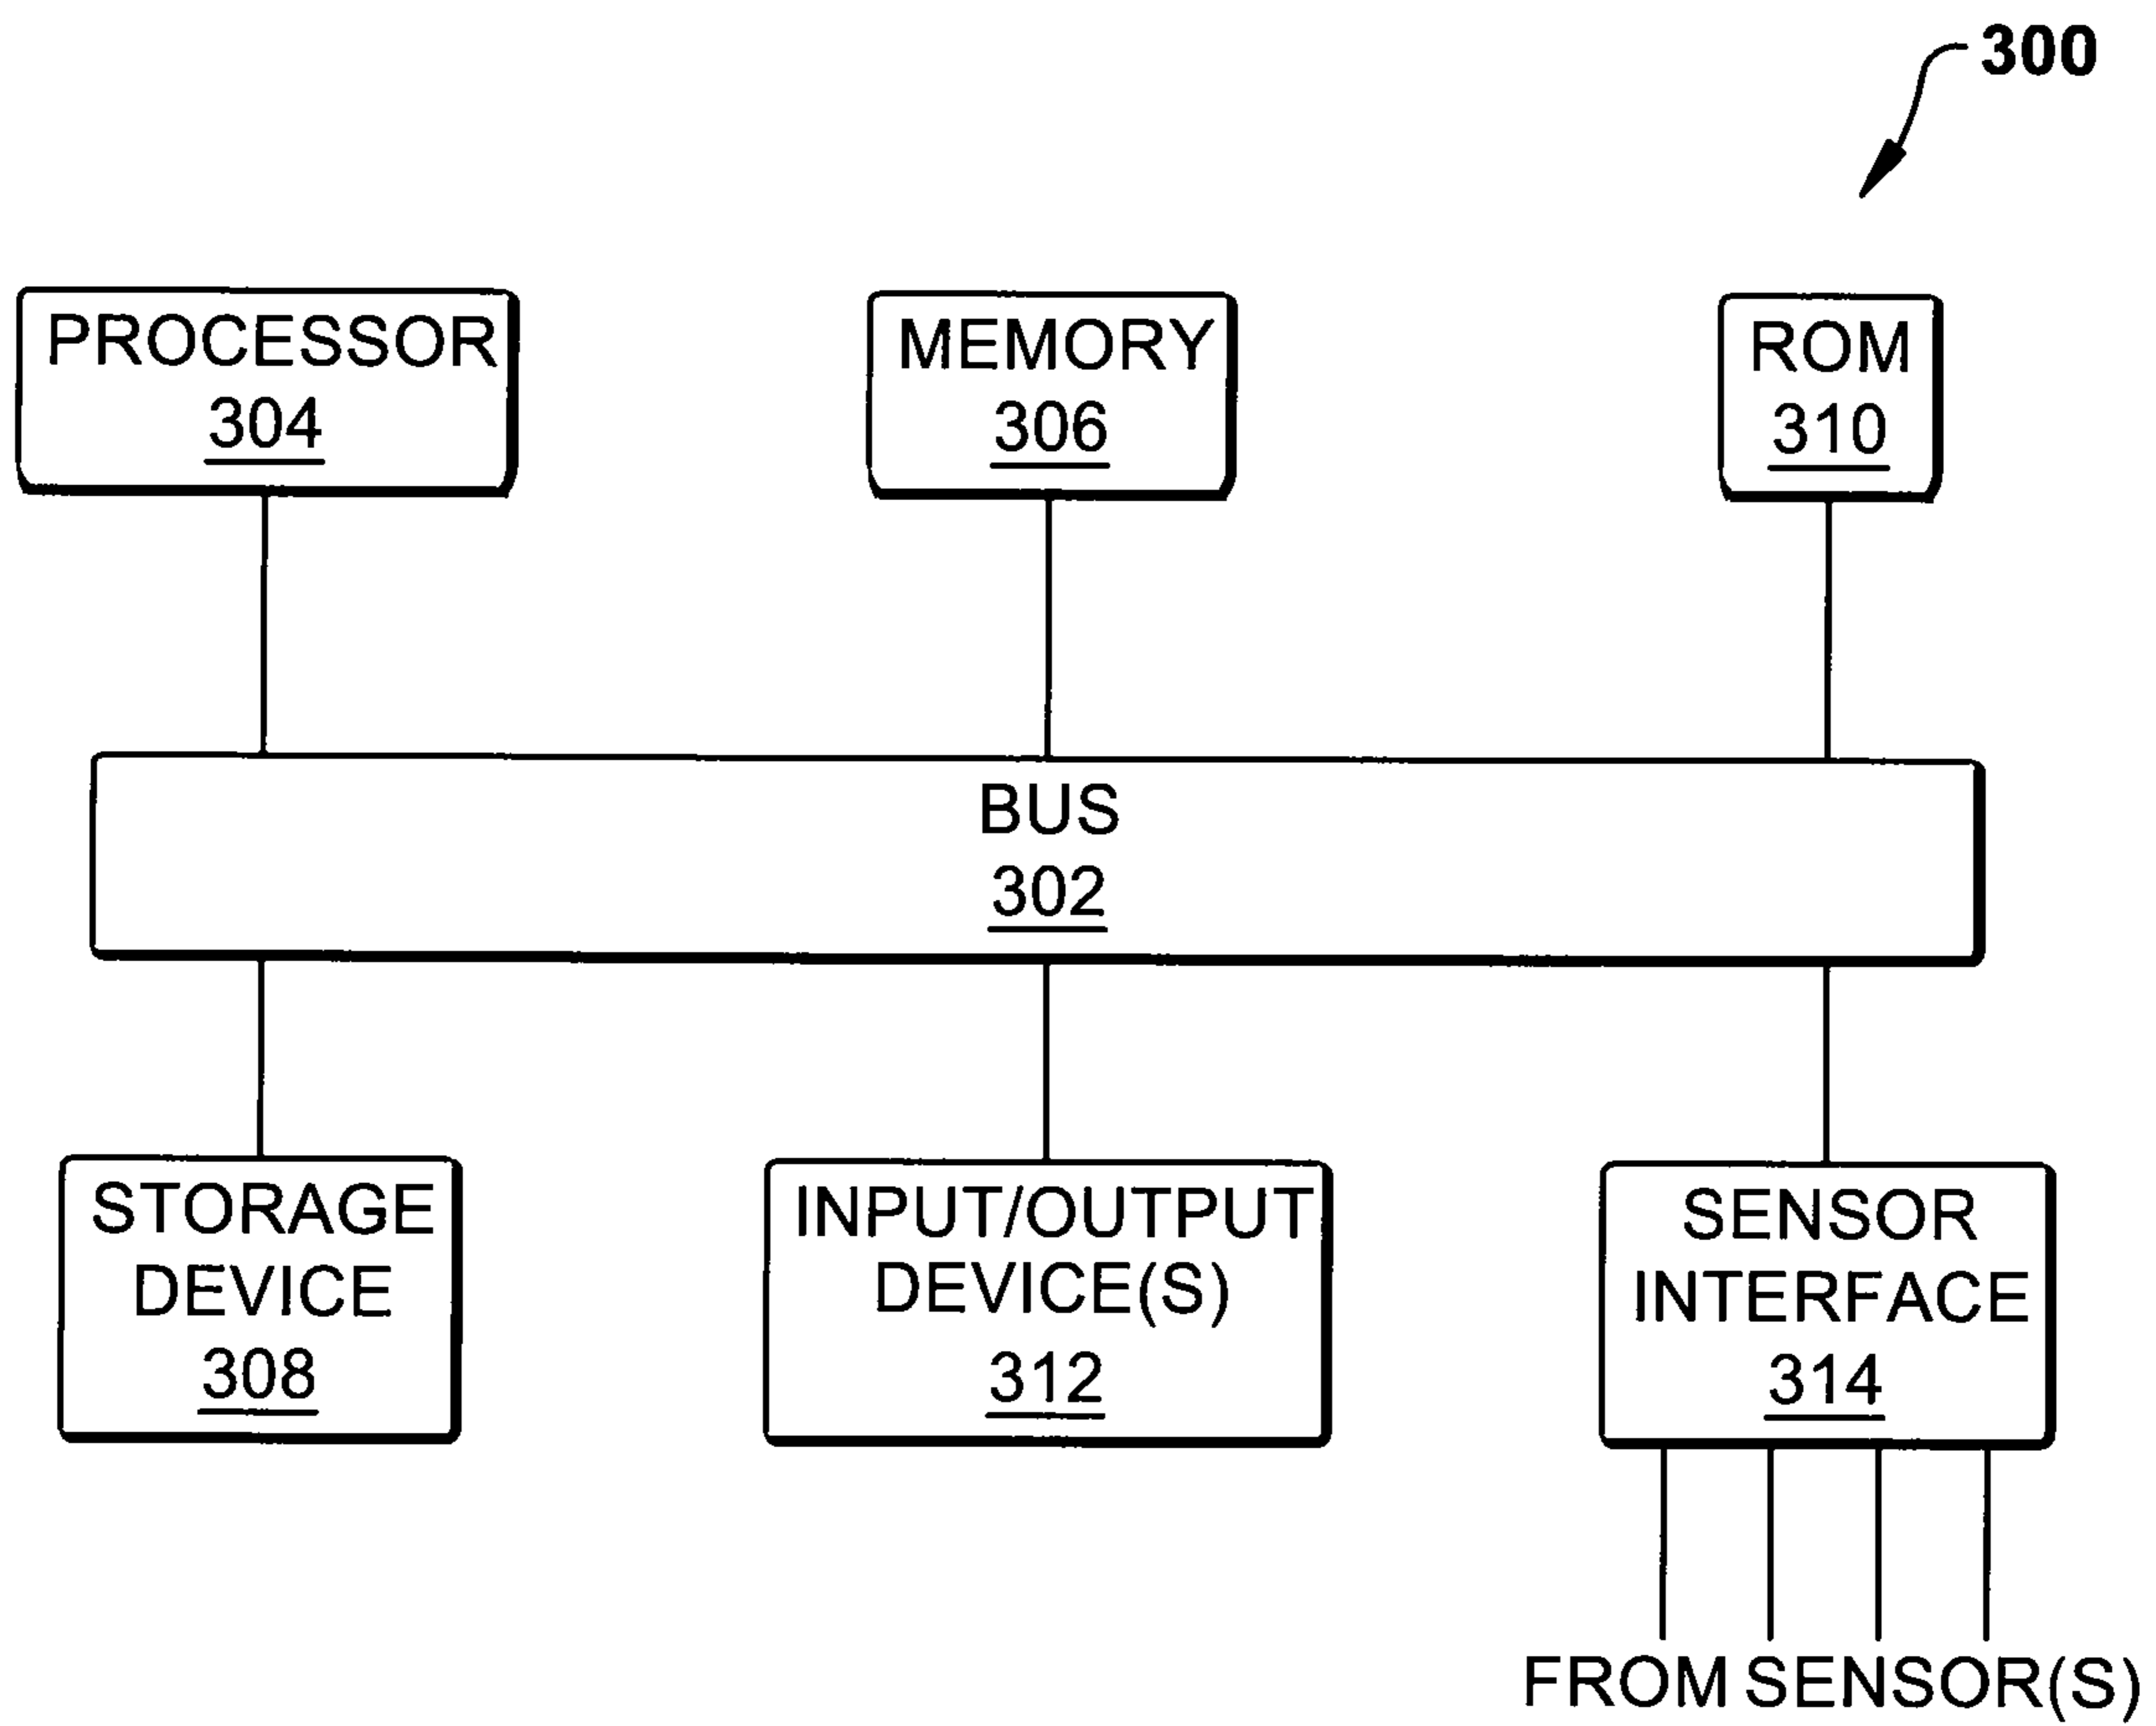 300
PROCESSOR
304
MEMORY
306
ROM
310
BUS
302
STORAGE
DEVICE
308
INPUT/OUTPUT
DEVICE(S)
312
SENSOR
INTERFACE
314
FROM SENSOR(S)